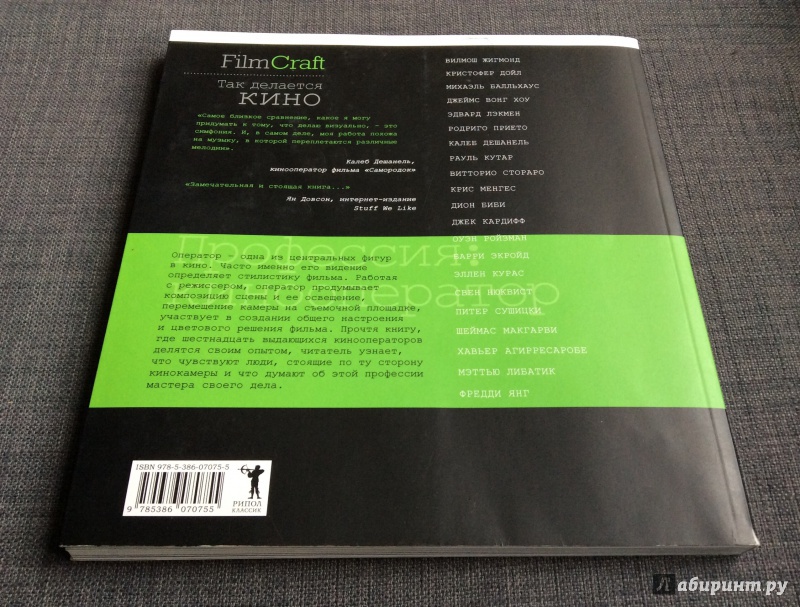 FilmCraft
Так делается
КИНО
«Самое близкое сравнение, какое я могу
придумать к тому, что делаю визуально, – это
симфония. И, в самом деле, моя работа похожа
на музыку, в которой переплетаются различные
мелодии».
Калеб Дешанель,
кинооператор фильма «Самородок»
«Замечательная и стоящая книга...»
Ян Довсон, интернет-издание
Stuff We Like
Профессия:
кинооператор
Оператор – одна из центральных фигур
в кино. Часто именно его видение
определяет стилистику фильма. Работая
с режиссером, оператор продумывает
композицию сцены и ее освещение,
перемещение камеры на съемочной площадке,
участвует в создании общего настроения
и цветового решения фильма. Прочтя книгу,
где шестнадцать выдающихся кинооператоров
делятся своим опытом, читатель узнает,
что чувствуют люди, стоящие по ту сторону
кинокамеры и что думают об этой профессии
мастера своего дела.
ВИЛМОШ ЖИГМОНД
КРИСТОФЕР ДОЙЛ
МИХАЭЛЬ БАЛЛЬХАУС
ДЖЕЙМС ВОНГ ХОУ
ЭДВАРД ЛЭКМЕН
РОДРИГО ПРИЕТО
КАЛЕБ ДЕШАНЕЛЬ
РАУЛЬ КУТАР
ВИТТОРИО СТОРАРО
КРИС МЕНГЕС
ДИОН БИБИ
ДЖЕК КАРДИФФ
ОУЭН РОЙЗМАН
БАРРИ ЭКРОЙД
ЭЛЛЕН КУРАС
СВЕН НЮКВИСТ
ПИТЕР СУШИЦКИ
ШЕЙМАС МАКГАРВИ
ХАВЬЕР АГИРРЕСАРОБЕ
МЭТТЬЮ ЛИБАТИК
ФРЕДДИ ЯНГ
ISBN 978-5-386-07075-5
9 785386 070755
РИПОЛ
КЛАССИК
Лабиринт.ру